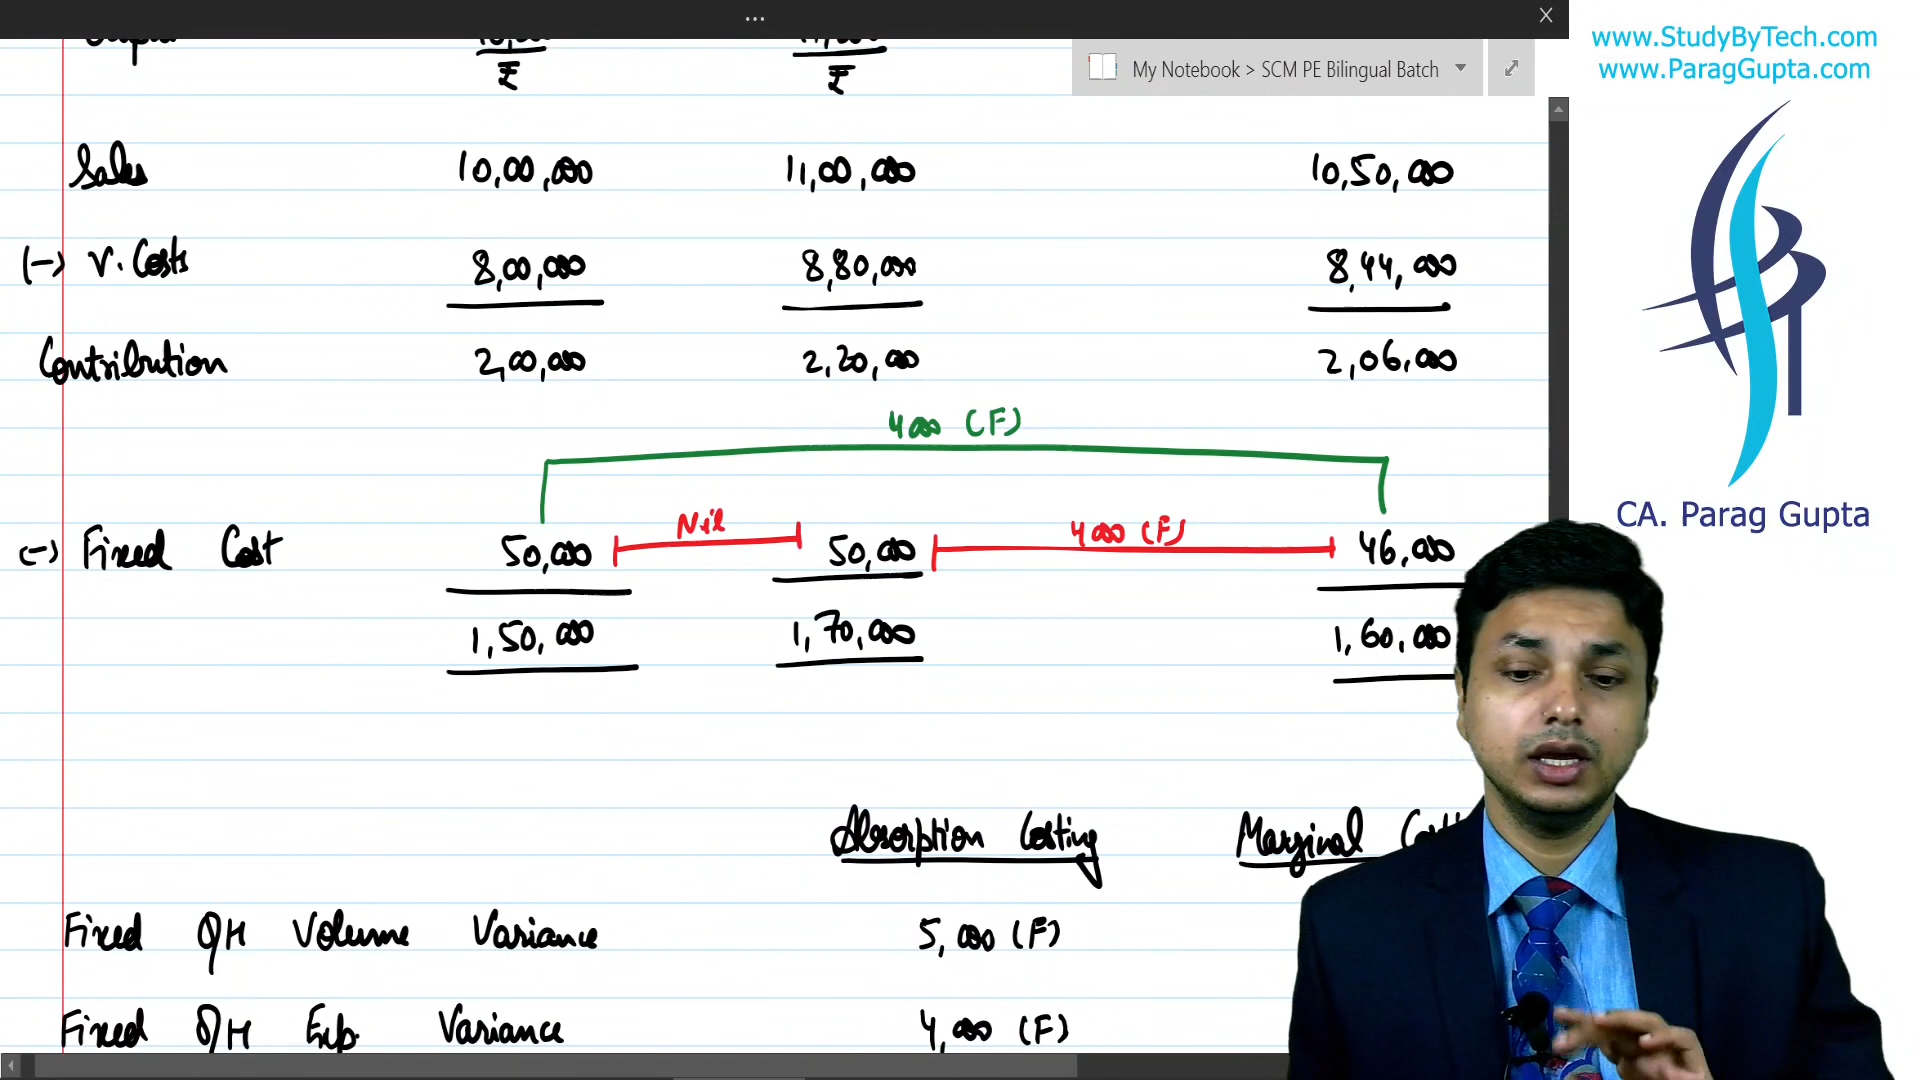 ...
My Notebook > SCM PE Bilingual Batch
www.StudyByTech.com
www.ParagGupta.com
₹ ₹
Sales 10,00,000 11,00,000 10,50,000
(-) V. Costs 8,00,000 8,80,000 8,44,000
Contribution 2,00,000 2,20,000 2,06,000
4000 (F)
Nil 4000 (F)
(-) Fixed Cost 50,000 50,000 46,000
1,50,000 1,70,000 1,60,000
CA. Parag Gupta
Absorption Costing Marginal
Fixed OH Volume Variance 5,000 (F)
Fixed OH Exp. Variance 4,000 (F)